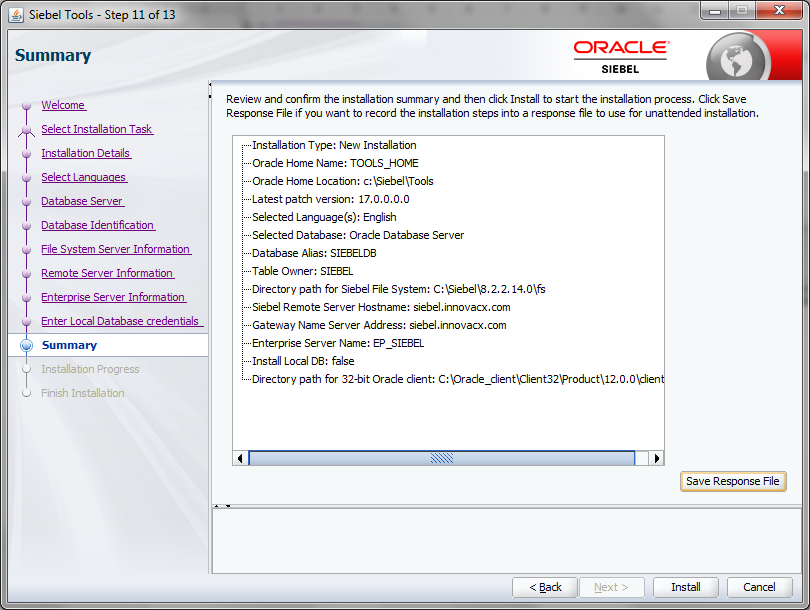 Siebel Tools - Step 11 of 13
Summary
ORACLE
SIEBEL
Welcome
Select Installation Task
Installation Details
Select Languages
Database Server
Database Identification
File System Server Information
Remote Server Information
Enterprise Server Information
Enter Local Database credentials
Summary
Installation Progress
Finish Installation
Review and confirm the installation summary and then click Install to start the installation process. Click Save
Response File if you want to record the installation steps into a response file to use for unattended installation.
Installation Type: New Installation
Oracle Home Name: TOOLS_HOME
Oracle Home Location: c:\Siebel\Tools
Latest patch version: 17.0.0.0.0
Selected Language(s): English
Selected Database: Oracle Database Server
Database Alias: SIEBELDB
Table Owner: SIEBEL
Directory path for Siebel File System: C:\Siebel\8.2.2.14.0\fs
Siebel Remote Server Hostname: siebel.innovacx.com
Gateway Name Server Address: siebel.innovacx.com
Enterprise Server Name: EP_SIEBEL
Install Local DB: false
Directory path for 32-bit Oracle client: C:\Oracle_client\Client32\Product\12.0.0\client
Save Response File
< Back
Next >
Install
Cancel